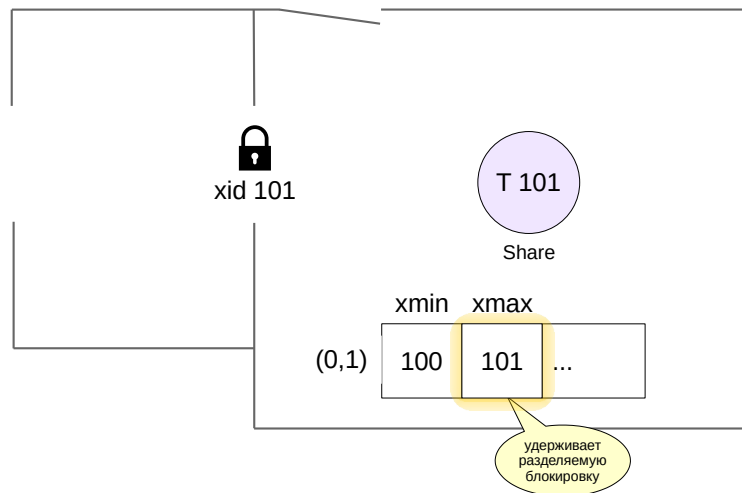 xid 101
T 101
Share
xmin xmax
(0,1) 100 101 ...
удерживает
разделяемую
блокировку